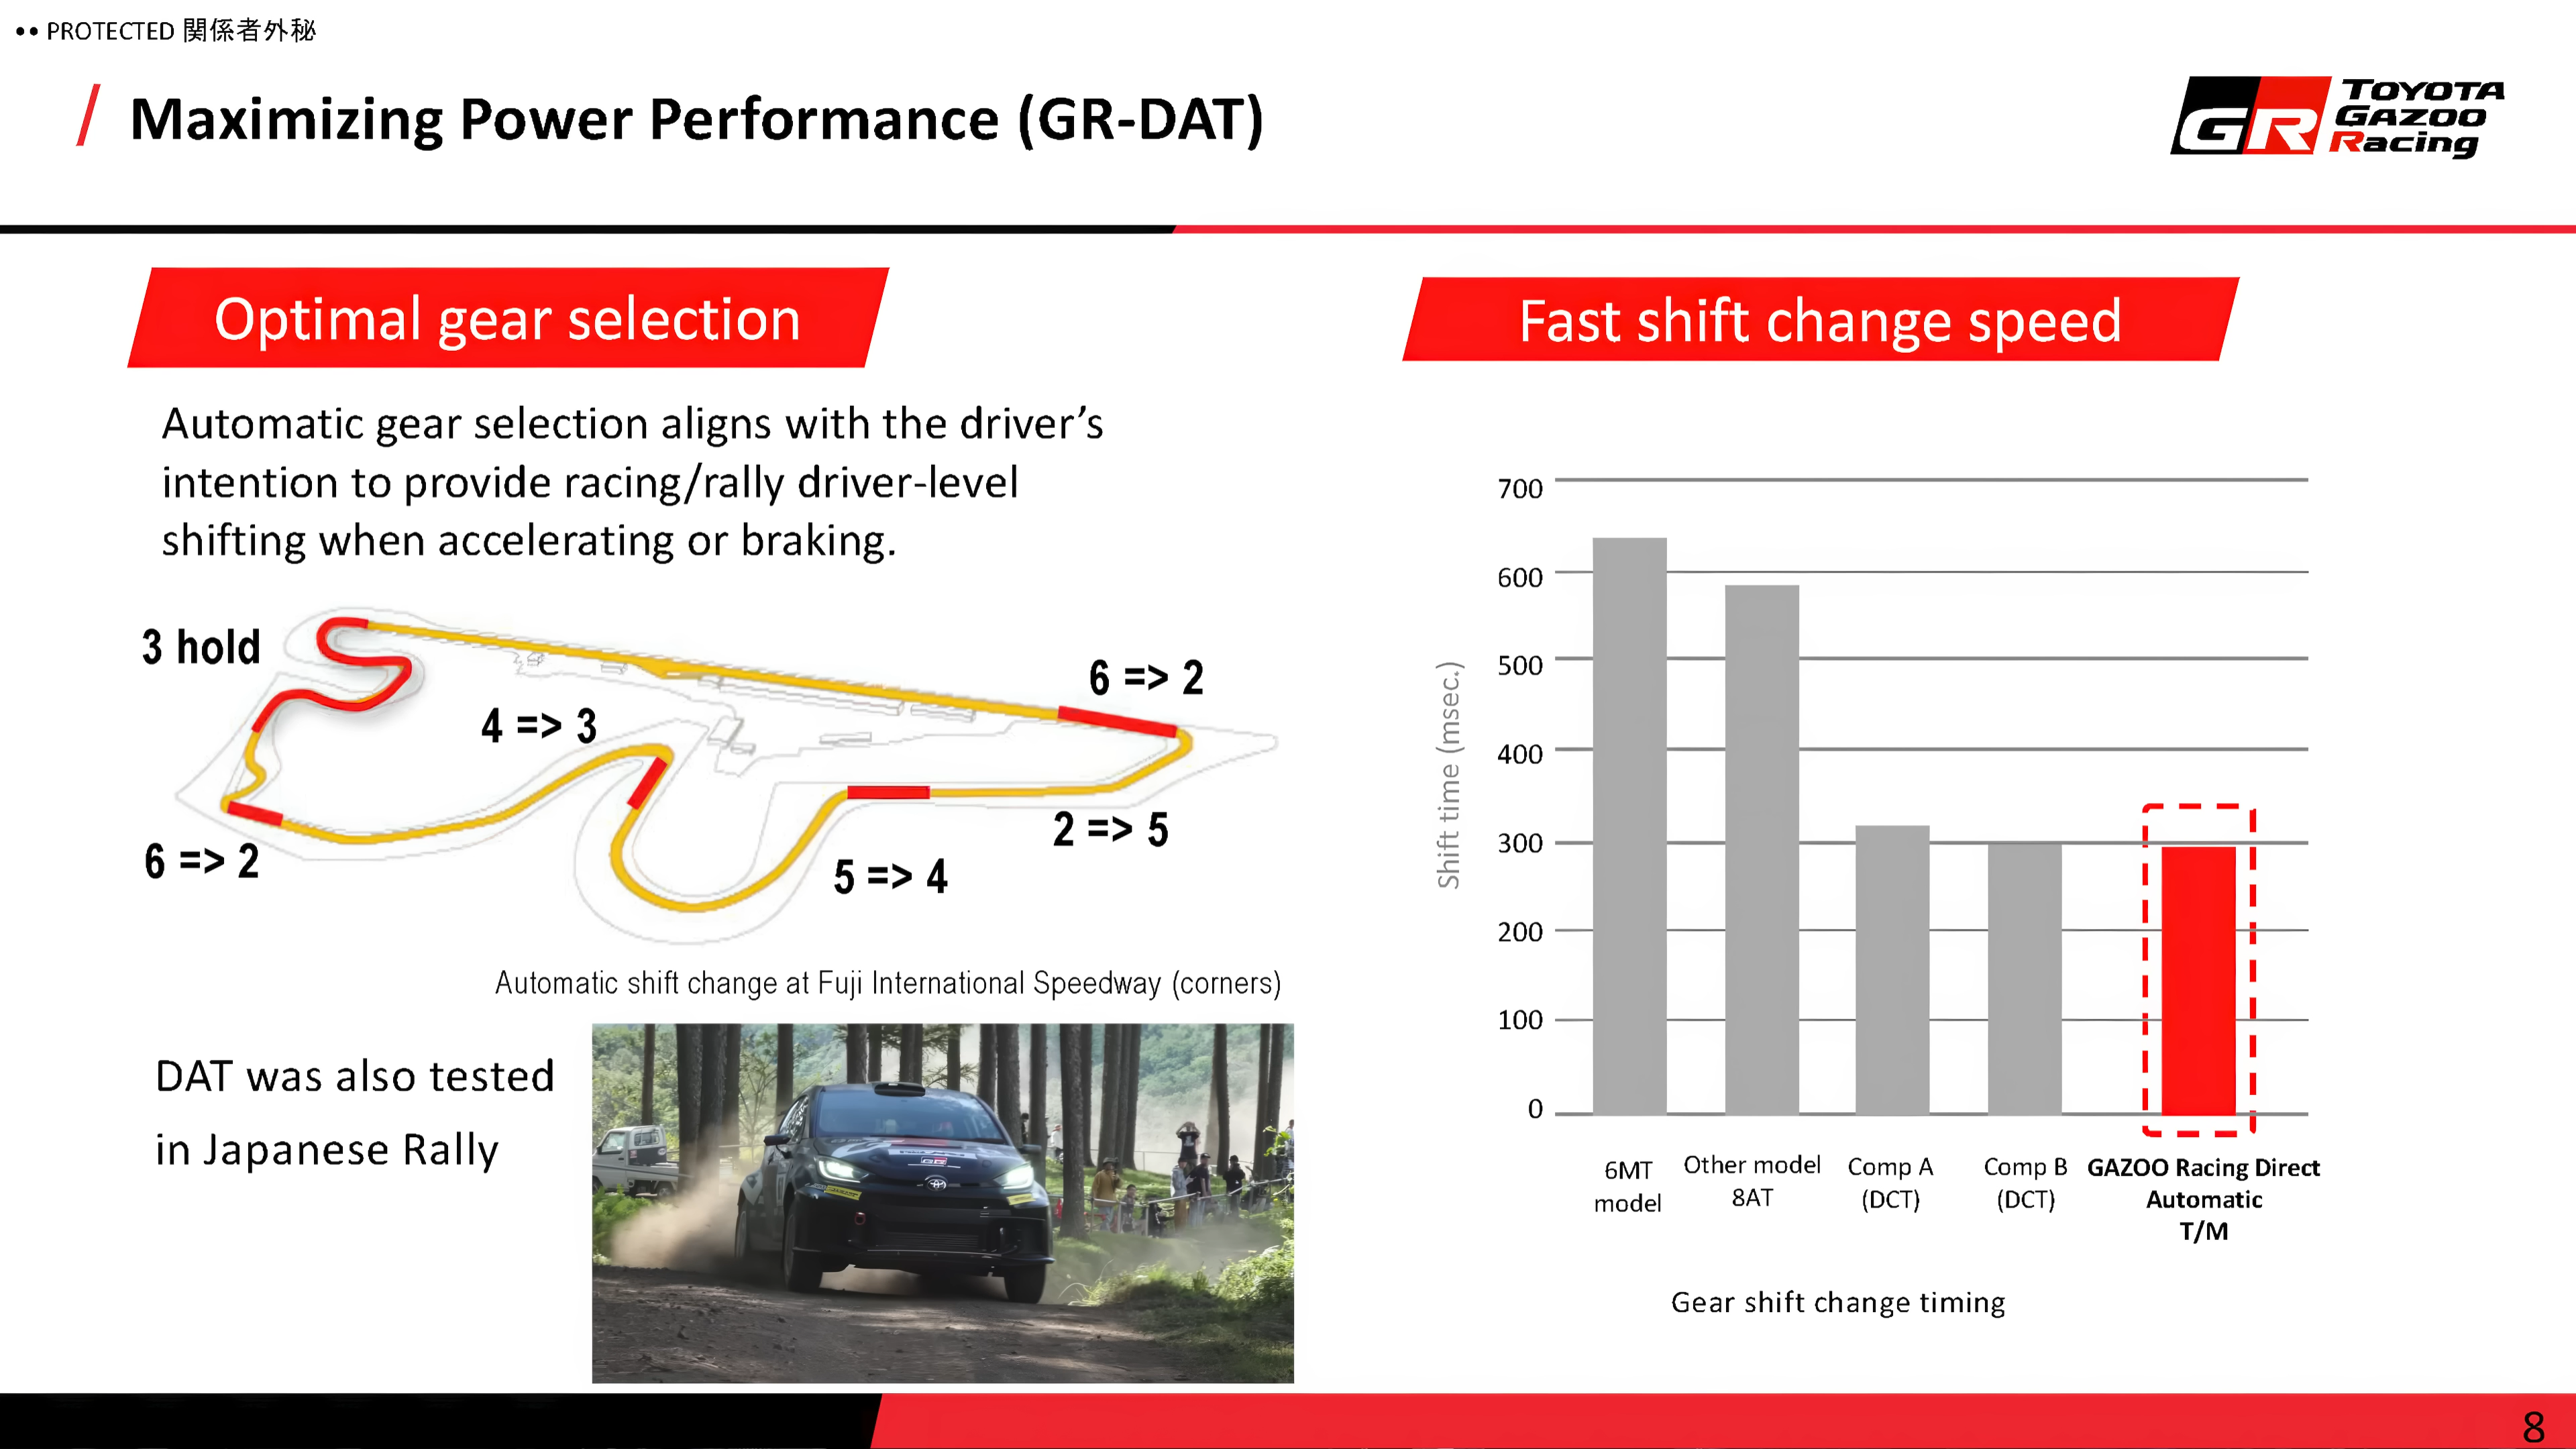 •• PROTECTED 関係者外秘
/ Maximizing Power Performance (GR-DAT)
GR TOYOTA
GAZOO
Racing
Optimal gear selection
Automatic gear selection aligns with the driver’s
intention to provide racing/rally driver-level
shifting when accelerating or braking.
3 hold
6 => 2
4 => 3
2 => 5
6 => 2
5 => 4
Automatic shift change at Fuji International Speedway (corners)
DAT was also tested
in Japanese Rally
Fast shift change speed
Shift time (msec.)
700
600
500
400
300
200
100
0
6MT
model
Other model
8AT
Comp A
(DCT)
Comp B
(DCT)
GAZOO Racing Direct
Automatic
T/M
Gear shift change timing
8